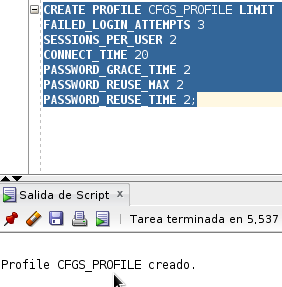 CREATE PROFILE CFGS_PROFILE LIMIT
FAILED_LOGIN_ATTEMPTS 3
SESSIONS_PER_USER 2
CONNECT_TIME 20
PASSWORD_GRACE_TIME 2
PASSWORD_REUSE_MAX 2
PASSWORD_REUSE_TIME 2;
Salida de Script x
Tarea terminada en 5,537
Profile CFGS_PROFILE creado.